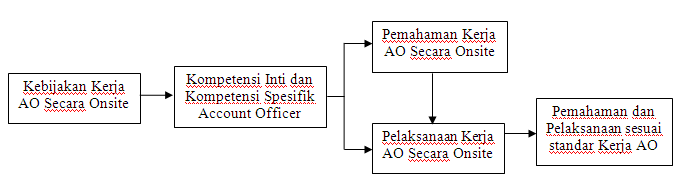 Kebijakan Kerja
AO Secara Onsite
Kompetensi Inti dan
Kompetensi Spesifik
Account Officer
Pemahaman Kerja
AO Secara Onsite
Pelaksanaan Kerja
AO Secara Onsite
Pemahaman dan
Pelaksanaan sesuai
standar Kerja AO